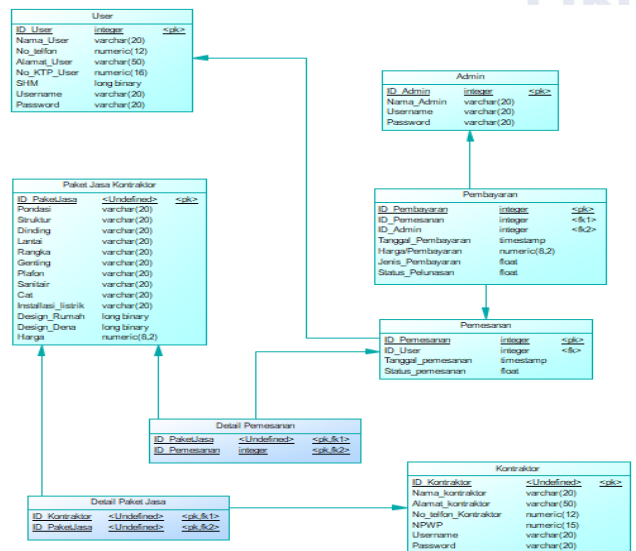 User
ID_User integer <pk>
Nama_User varchar(20)
No_telfon numeric(12)
Alamat_User varchar(50)
No_KTP_User numeric(16)
SHM long binary
Username varchar(20)
Password varchar(20)
Admin
ID_Admin integer <pk>
Nama_Admin varchar(20)
Username varchar(20)
Password varchar(20)
Paket Jasa Kontraktor
ID_PaketJasa <Undefined> <pk>
Pondasi varchar(20)
Struktur varchar(20)
Dinding varchar(20)
Lantai varchar(20)
Rangka varchar(20)
Genting varchar(20)
Plafon varchar(20)
Sanitair varchar(20)
Cat varchar(20)
Installasi_listrik varchar(20)
Design_Rumah long binary
Design_Dena long binary
Harga numeric(8,2)
Pembayaran
ID_Pembayaran integer <pk>
ID_Pemesanan integer <fk1>
ID_Admin integer <fk2>
Tanggal_Pembayaran timestamp
Harga/Pembayaran numeric(8,2)
Jenis_Pembayaran float
Status_Pelunasan float
Pemesanan
ID_Pemesanan integer <pk>
ID_User integer <fk>
Tanggal_pemesanan timestamp
Status_pemesanan float
Detail Pemesanan
ID_PaketJasa <Undefined> <pk,fk1>
ID_Pemesanan integer <pk,fk2>
Detail Paket Jasa
ID_Kontraktor <Undefined> <pk,fk1>
ID_PaketJasa <Undefined> <pk,fk2>
Kontraktor
ID_Kontraktor <Undefined> <pk>
Nama_kontraktor varchar(20)
Alamat_kontraktor varchar(50)
No_telfon_Kontraktor numeric(12)
NPWP numeric(15)
Username varchar(20)
Password varchar(20)